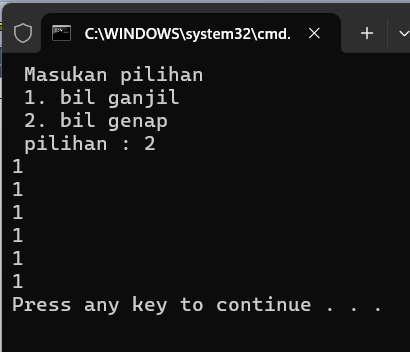 C:\WINDOWS\system32\cmd.
Masukan pilihan
1. bil ganjil
2. bil genap
pilihan : 2
1
1
1
1
1
1
Press any key to continue . . .